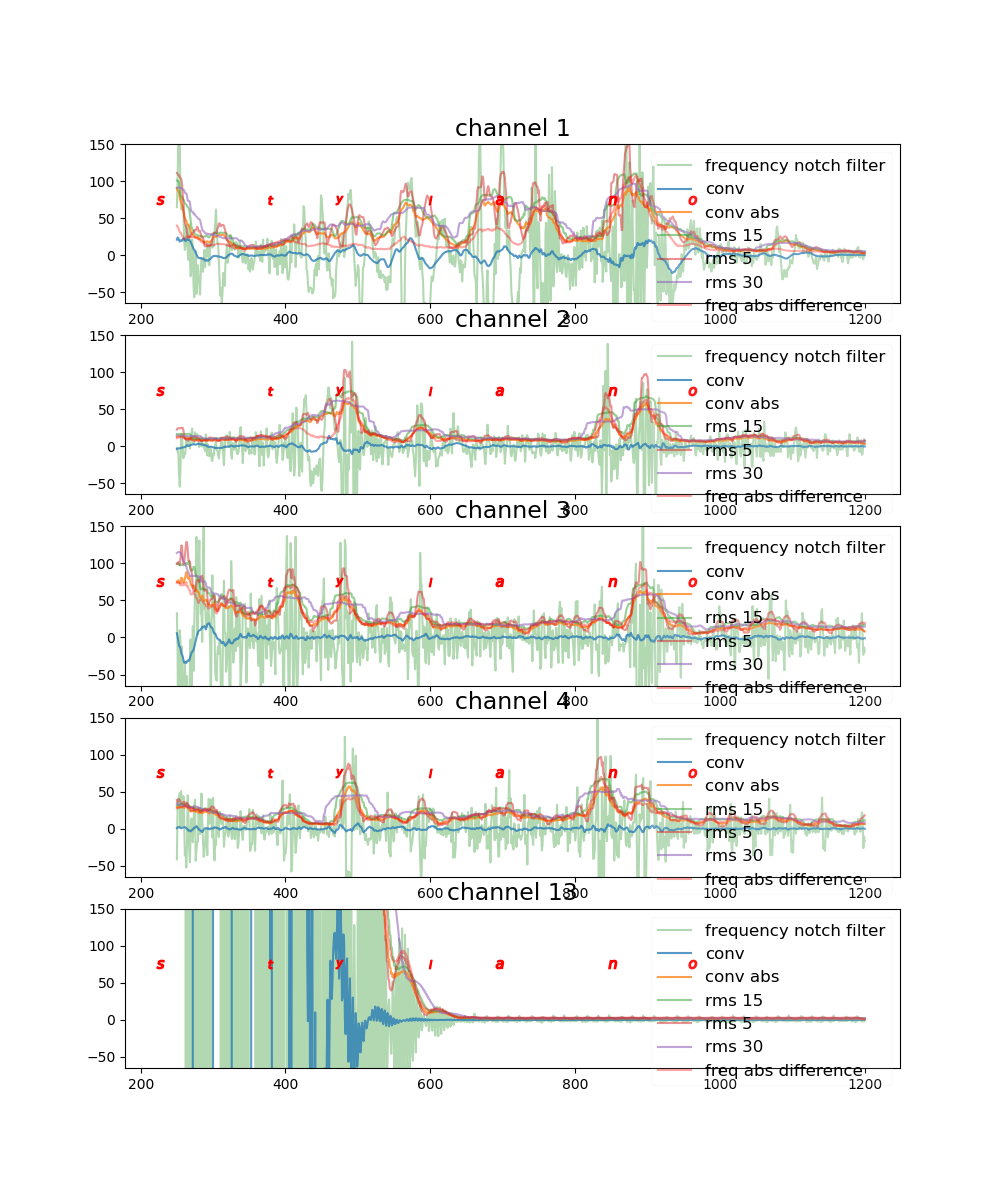 channel 1
150
100
50
0
−50
s t y l a n o
frequency notch filter
conv
conv abs
rms 15
rms 5
rms 30
freq abs difference
200 400 600 800 1000 1200
channel 2
150
100
50
0
−50
s t y l a n o
frequency notch filter
conv
conv abs
rms 15
rms 5
rms 30
freq abs difference
200 400 600 800 1000 1200
channel 3
150
100
50
0
−50
s t y l a n o
frequency notch filter
conv
conv abs
rms 15
rms 5
rms 30
freq abs difference
200 400 600 800 1000 1200
channel 4
150
100
50
0
−50
s t y l a n o
frequency notch filter
conv
conv abs
rms 15
rms 5
rms 30
freq abs difference
200 400 600 800 1000 1200
channel 13
150
100
50
0
−50
s t y l a n o
frequency notch filter
conv
conv abs
rms 15
rms 5
rms 30
freq abs difference
200 400 600 800 1000 1200